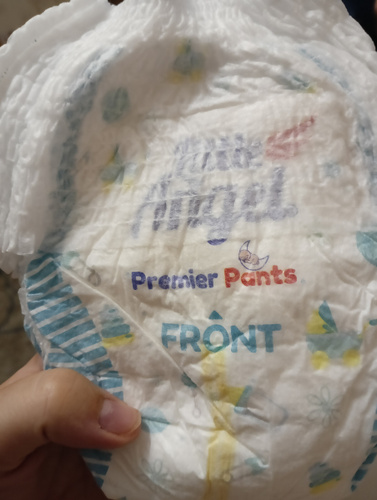 Little
Angel
Premier Pants
FRONT